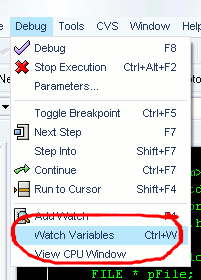 Debug Tools CVS Window H
Debug F8
Stop Execution Ctrl+Alt+F2
Parameters...
Toggle Breakpoint Ctrl+F5
Next Step F7
Step Into Shift+F7
Continue Ctrl+F7
Run to Cursor Shift+F4
Add Watch F4
Watch Variables Ctrl+W
View CPU Window
FILE * pFile;